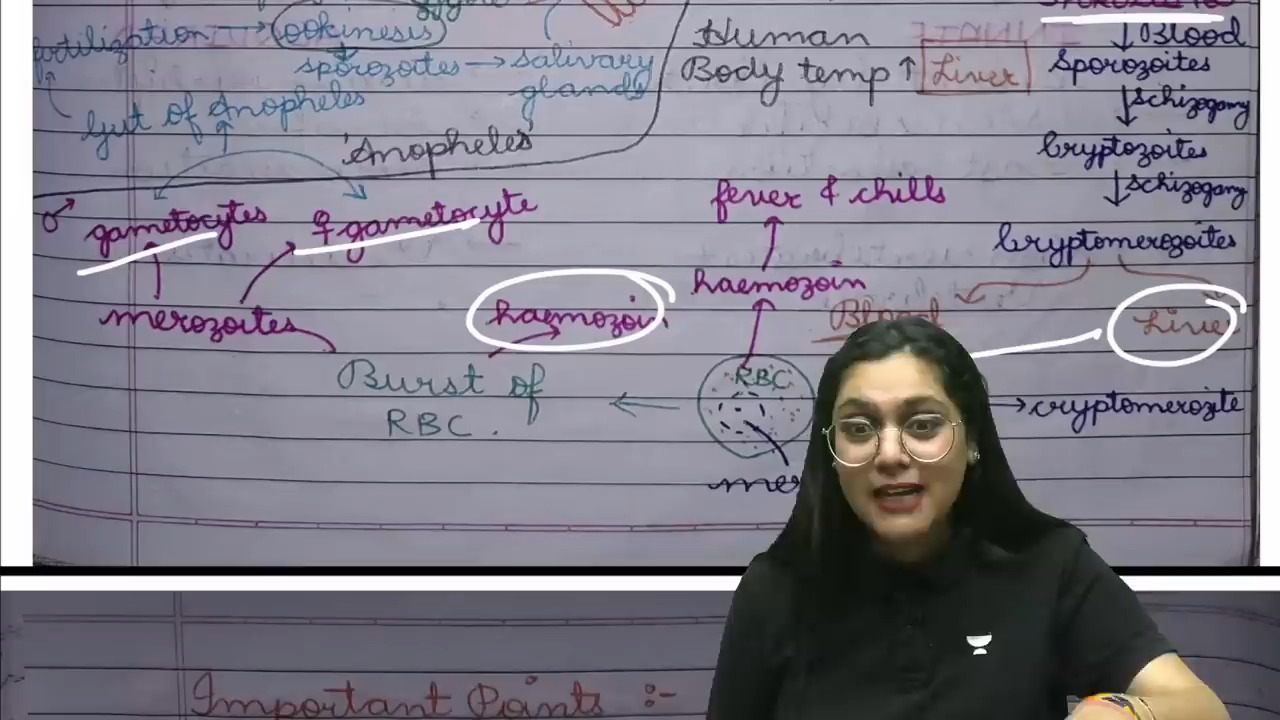 fertilization → ookinesis
sporozoites → salivary
glands
Gut of Anopheles
'Anopheles'
Human
Body temp ↑ Liver
↓ Blood
Sporozoites
↓ Schizogony
Cryptozoites
↓ Schizogony
Cryptomerozoites
Blood
→ cryptomerozite
♂ gametocytes
♀ gametocyte
merozoites
haemozoin
fever & chills
haemozoin
RBC
Burst of
RBC.
Important Points :-